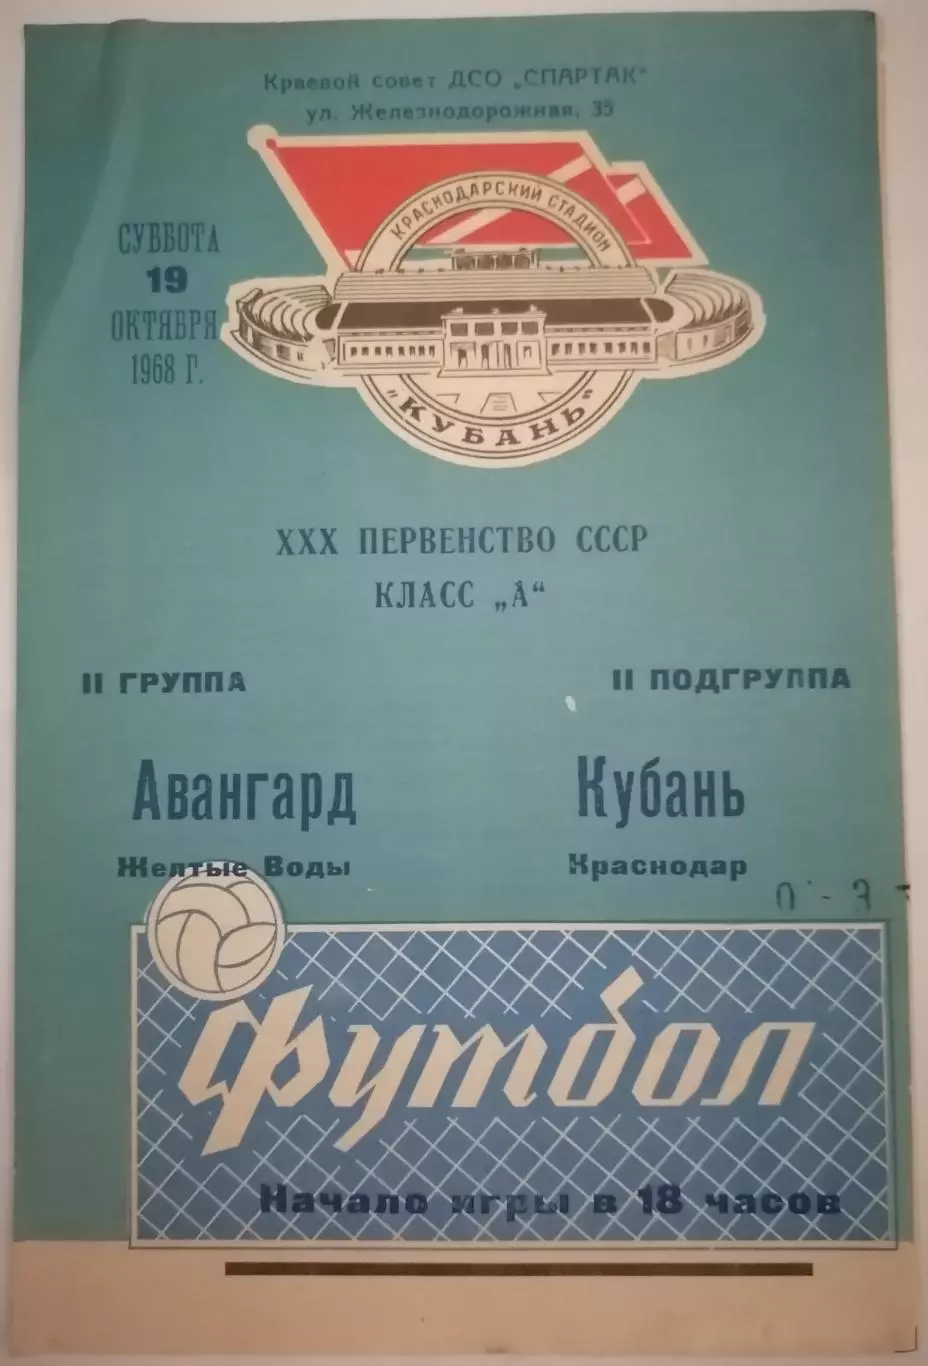 Краевой совет ДСО „СПАРТАК"
ул. Железнодорожная, 35
КРАСНОДАРСКИЙ СТАДИОН
„КУБАНЬ"
СУББОТА
19
ОКТЯБРЯ
1968 Г.
XXX ПЕРВЕНСТВО СССР
КЛАСС „А"
II ГРУППА
II ПОДГРУППА
Авангард
Кубань
Желтые Воды
Краснодар
Футбол
Начало игры в 18 часов